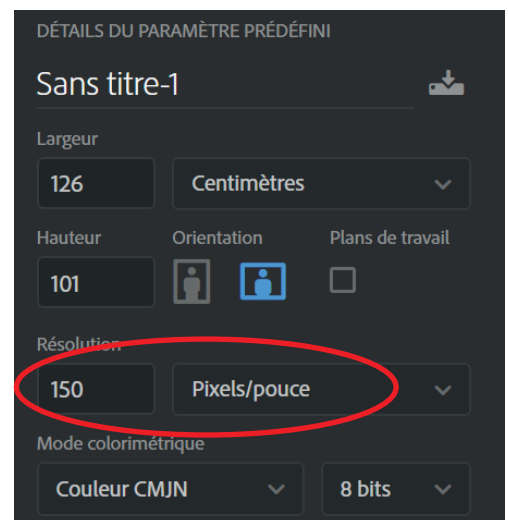 DÉTAILS DU PARAMÈTRE PRÉDÉFINI
Sans titre-1
Largeur
126 Centimètres
Hauteur Orientation Plans de travail
101
Résolution
150 Pixels/pouce
Mode colorimétrique
Couleur CMJN 8 bits